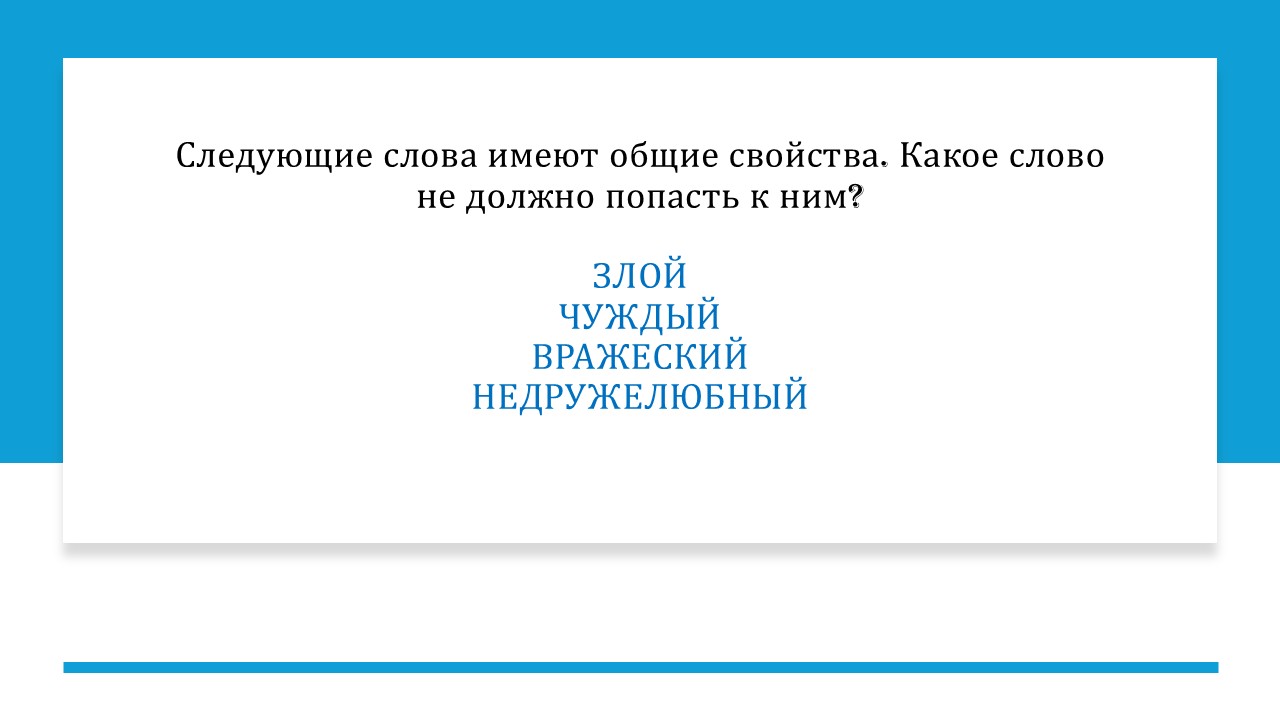 Следующие слова имеют общие свойства. Какое слово
не должно попасть к ним?
ЗЛОЙ
ЧУЖДЫЙ
ВРАЖЕСКИЙ
НЕДРУЖЕЛЮБНЫЙ